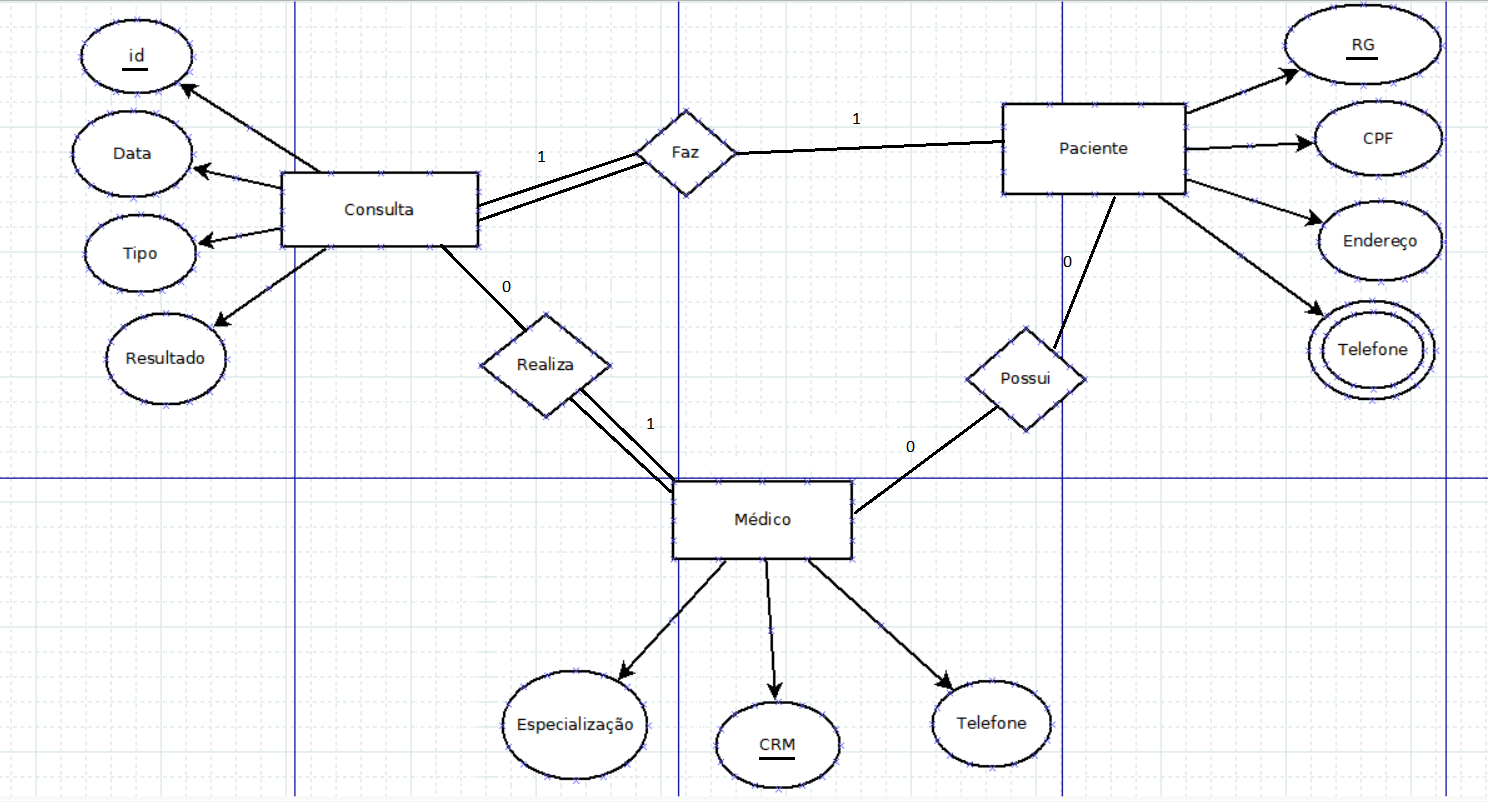 id
RG
Data
1
Faz
1
Paciente
CPF
Consulta
Tipo
Endereço
0
0
Resultado
Realiza
Possui
Telefone
1
0
Médico
Especialização
CRM
Telefone